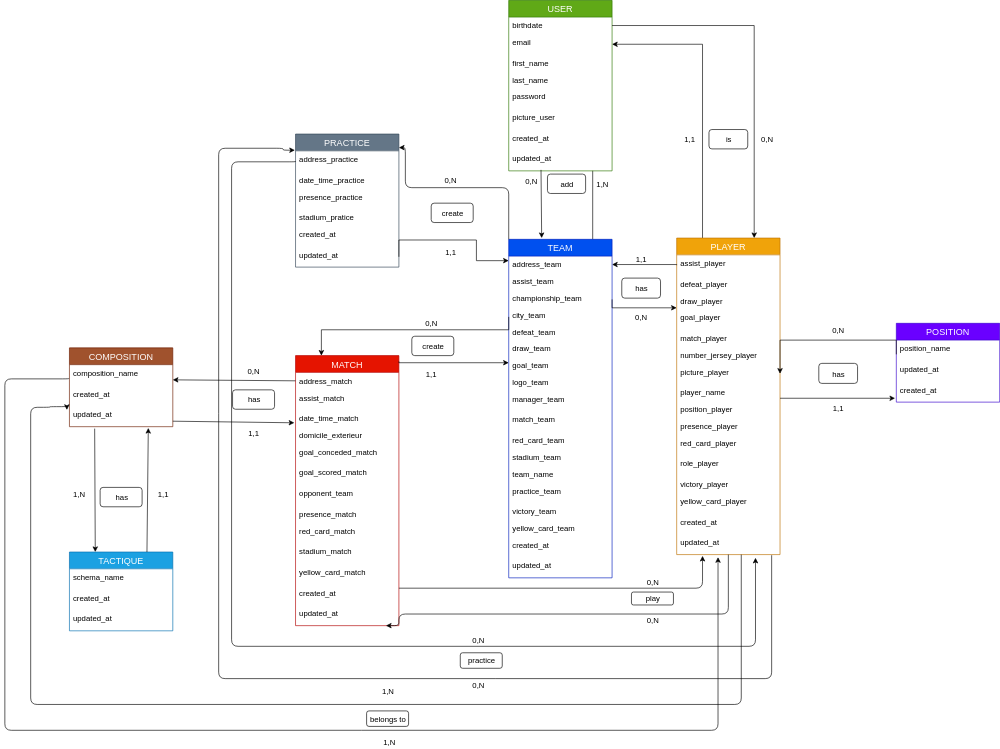 USER
birthdate
email
first_name
last_name
password
picture_user
created_at
updated_at
1,1
is
0,N
0,N
add
1,N
PRACTICE
address_practice
date_time_practice
presence_practice
stadium_pratice
created_at
updated_at
0,N
create
1,1
TEAM
address_team
assist_team
championship_team
city_team
defeat_team
draw_team
goal_team
logo_team
manager_team
match_team
red_card_team
stadium_team
team_name
practice_team
victory_team
yellow_card_team
created_at
updated_at
1,1
has
0,N
PLAYER
assist_player
defeat_player
draw_player
goal_player
match_player
number_jersey_player
picture_player
player_name
position_player
presence_player
red_card_player
role_player
victory_player
yellow_card_player
created_at
updated_at
0,N
has
1,1
POSITION
position_name
updated_at
created_at
0,N
create
1,1
COMPOSITION
composition_name
created_at
updated_at
0,N
has
1,1
MATCH
address_match
assist_match
date_time_match
domicile_exterieur
goal_conceded_match
goal_scored_match
opponent_team
presence_match
red_card_match
stadium_match
yellow_card_match
created_at
updated_at
1,N
has
1,1
TACTIQUE
schema_name
created_at
updated_at
0,N
play
0,N
0,N
practice
0,N
1,N
belongs to
1,N